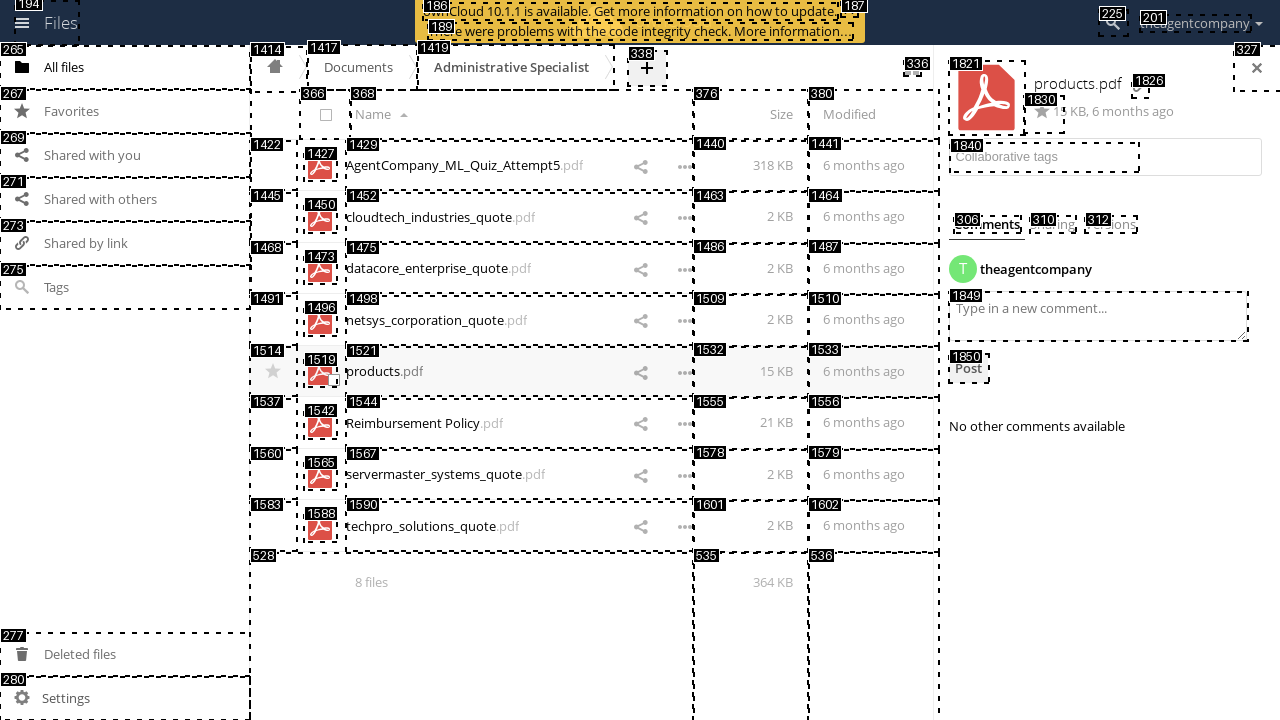 194
Files
186
ownCloud 10.1.1 is available. Get more information on how to update.
187
189
There were problems with the code integrity check. More information…
225
201
theagentcompany
265
All files
267
Favorites
269
Shared with you
271
Shared with others
273
Shared by link
275
Tags
277
Deleted files
280
Settings
1414
1417
Documents
1419
Administrative Specialist
338
+
336
327
366
368
Name
376
Size
380
Modified
1422
1427
1429
AgentCompany_ML_Quiz_Attempt5.pdf
1440
318 KB
1441
6 months ago
1445
1450
1452
cloudtech_industries_quote.pdf
1463
2 KB
1464
6 months ago
1468
1473
1475
datacore_enterprise_quote.pdf
1486
2 KB
1487
6 months ago
1491
1496
1498
netsys_corporation_quote.pdf
1509
2 KB
1510
6 months ago
1514
1519
1521
products.pdf
1532
15 KB
1533
6 months ago
1537
1542
1544
Reimbursement Policy.pdf
1555
21 KB
1556
6 months ago
1560
1565
1567
servermaster_systems_quote.pdf
1578
2 KB
1579
6 months ago
1583
1588
1590
techpro_solutions_quote.pdf
1601
2 KB
1602
6 months ago
528
8 files
535
364 KB
536
1821
products.pdf
1826
1830
15 KB, 6 months ago
1840
Collaborative tags
306
Comments
310
Sharing
312
Versions
T
theagentcompany
1849
Type in a new comment...
1850
Post
No other comments available